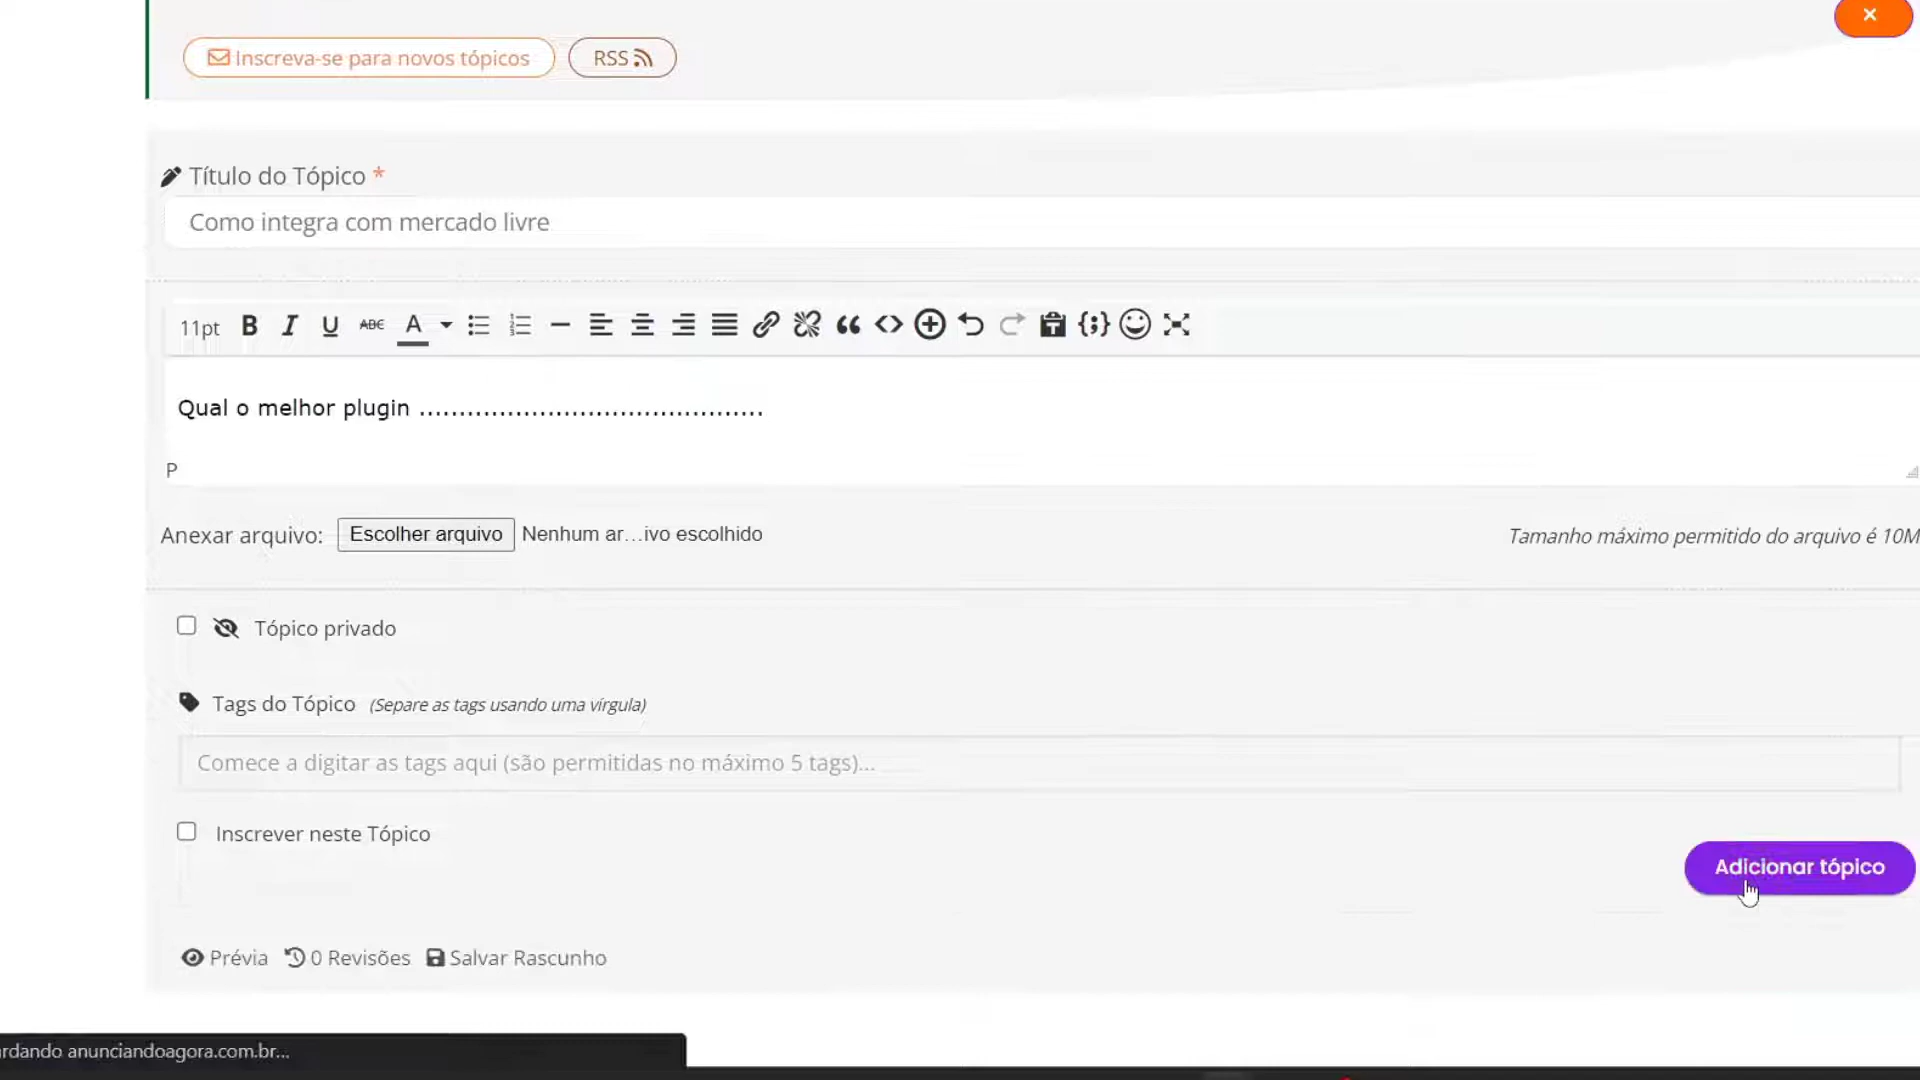 ×
Inscreva-se para novos tópicos RSS
Título do Tópico *
Como integra com mercado livre
11pt B I U ABC A
Qual o melhor plugin ............................................
P
Anexar arquivo: Escolher arquivo Nenhum ar...ivo escolhido Tamanho máximo permitido do arquivo é 10M
Tópico privado
Tags do Tópico (Separe as tags usando uma vírgula)
Comece a digitar as tags aqui (são permitidas no máximo 5 tags)...
Inscrever neste Tópico
Adicionar tópico
Prévia 0 Revisões Salvar Rascunho
rdando anunciandoagora.com.br...